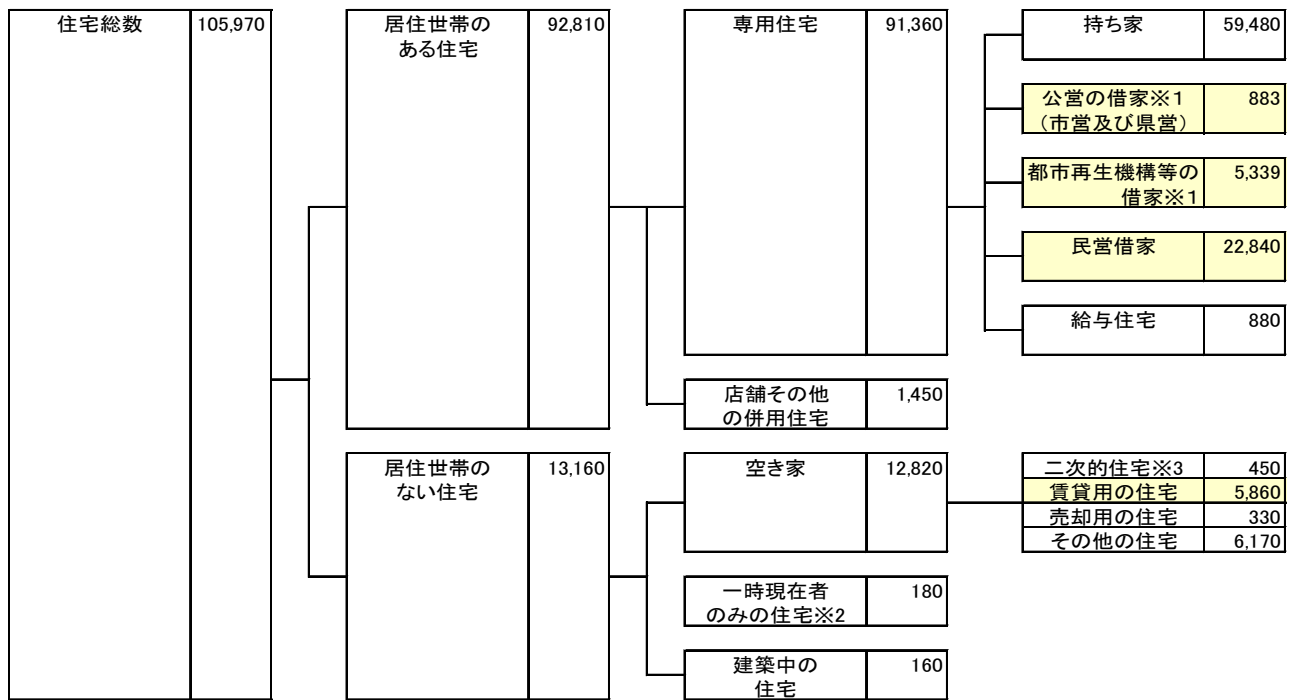 住宅総数 105,970
居住世帯の 92,810
ある住宅
専用住宅 91,360
持ち家 59,480
公営の借家※1 883
（市営及び県営）
都市再生機構等の 5,339
借家※1
民営借家 22,840
給与住宅 880
店舗その他 1,450
の併用住宅
居住世帯の 13,160
ない住宅
空き家 12,820
二次的住宅※3 450
賃貸用の住宅 5,860
売却用の住宅 330
その他の住宅 6,170
一時現在者 180
のみの住宅※2
建築中の 160
住宅